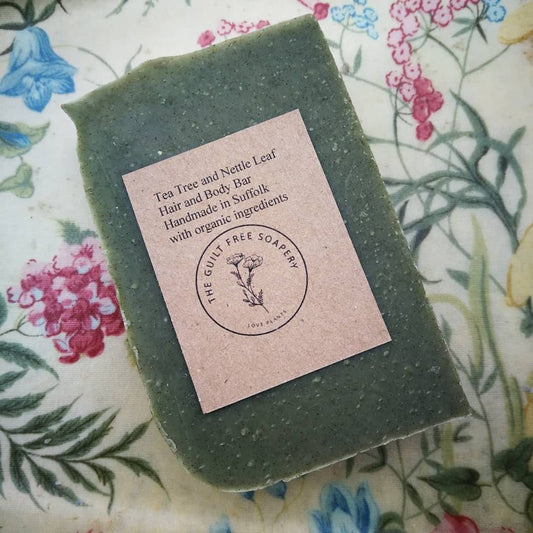 Tea Tree and Nettle Leaf
Hair and Body Bar
Handmade in Suffolk
with organic ingredients
THE GUILT FREE SOAPERY
LOVE PLANTS